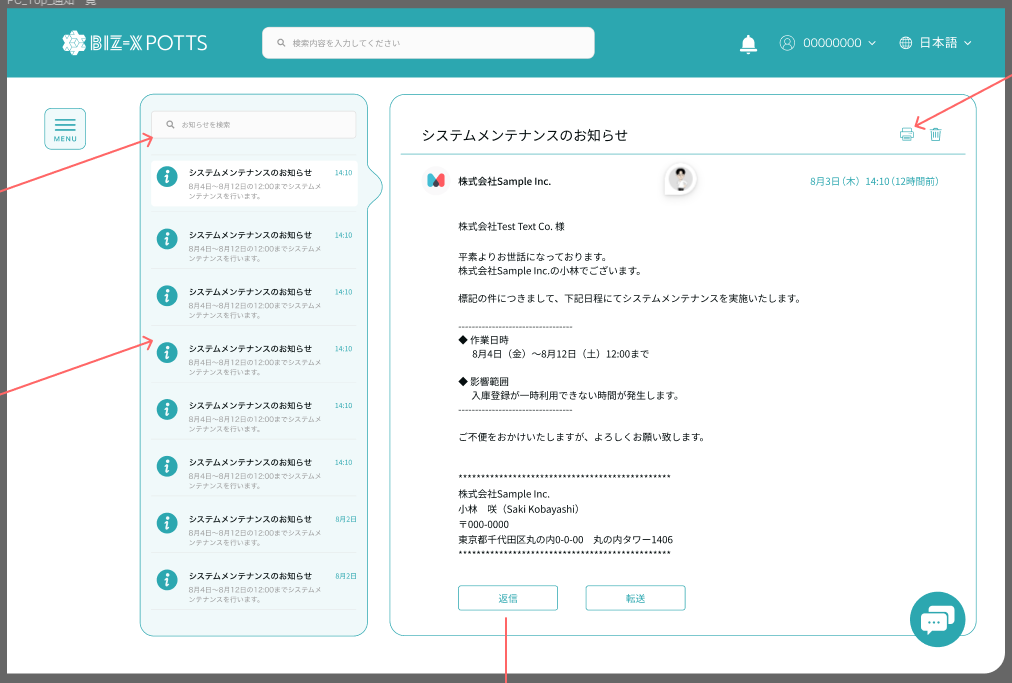 PC_Top_通知一覧
BIZ-X POTTS
検索内容を入力してください
00000000
日本語
MENU
お知らせを検索
システムメンテナンスのお知らせ
14:10
8月4日〜8月12日の12:00までシステムメ
ンテナンスを行います。
システムメンテナンスのお知らせ
14:10
8月4日〜8月12日の12:00までシステムメ
ンテナンスを行います。
システムメンテナンスのお知らせ
14:10
8月4日〜8月12日の12:00までシステムメ
ンテナンスを行います。
システムメンテナンスのお知らせ
14:10
8月4日〜8月12日の12:00までシステムメ
ンテナンスを行います。
システムメンテナンスのお知らせ
14:10
8月4日〜8月12日の12:00までシステムメ
ンテナンスを行います。
システムメンテナンスのお知らせ
14:10
8月4日〜8月12日の12:00までシステムメ
ンテナンスを行います。
システムメンテナンスのお知らせ
8月2日
8月4日〜8月12日の12:00までシステムメ
ンテナンスを行います。
システムメンテナンスのお知らせ
8月2日
8月4日〜8月12日の12:00までシステムメ
ンテナンスを行います。
システムメンテナンスのお知らせ
株式会社Sample Inc.
8月3日(木) 14:10(12時間前)
株式会社Test Text Co. 様
平素よりお世話になっております。
株式会社Sample Inc.の小林でございます。
標記の件につきまして、下記日程にてシステムメンテナンスを実施いたします。
----------------------------------
◆ 作業日時
8月4日（金）〜8月12日（土）12:00まで
◆ 影響範囲
入庫登録が一時利用できない時間が発生します。
----------------------------------
ご不便をおかけいたしますが、よろしくお願い致します。
***********************************************
株式会社Sample Inc.
小林　咲（Saki Kobayashi）
〒000-0000
東京都千代田区丸の内0-0-00　丸の内タワー1406
***********************************************
返信
転送